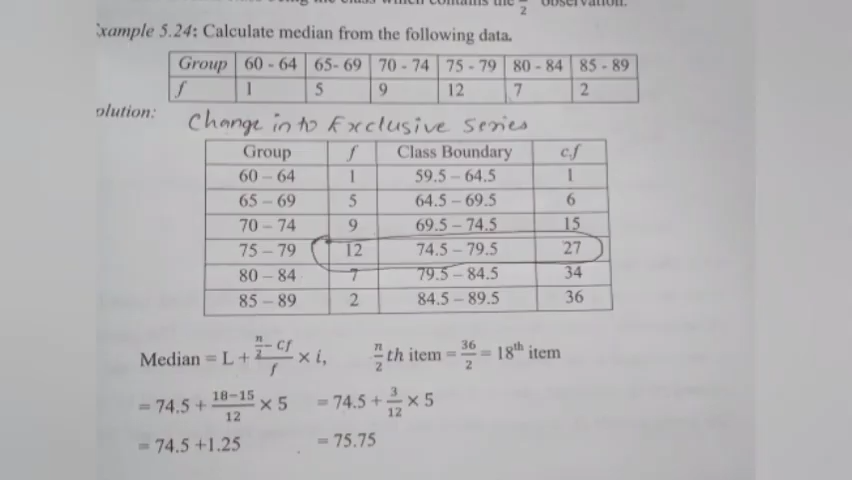 observation.
2
Example 5.24: Calculate median from the following data.
Group 60 - 64 65- 69 70 - 74 75 - 79 80 - 84 85 - 89
f 1 5 9 12 7 2
olution: Change in to Exclusive Series
Group f Class Boundary c.f
60 – 64 1 59.5 – 64.5 1
65 – 69 5 64.5 – 69.5 6
70 – 74 9 69.5 – 74.5 15
75 – 79 12 74.5 – 79.5 27
80 – 84 7 79.5 – 84.5 34
85 – 89 2 84.5 – 89.5 36
Median = L + (n/2 – Cf)/f × i, n/2 th item = 36/2 = 18th item
= 74.5 + (18–15)/12 × 5 = 74.5 + 3/12 × 5
= 74.5 +1.25 = 75.75